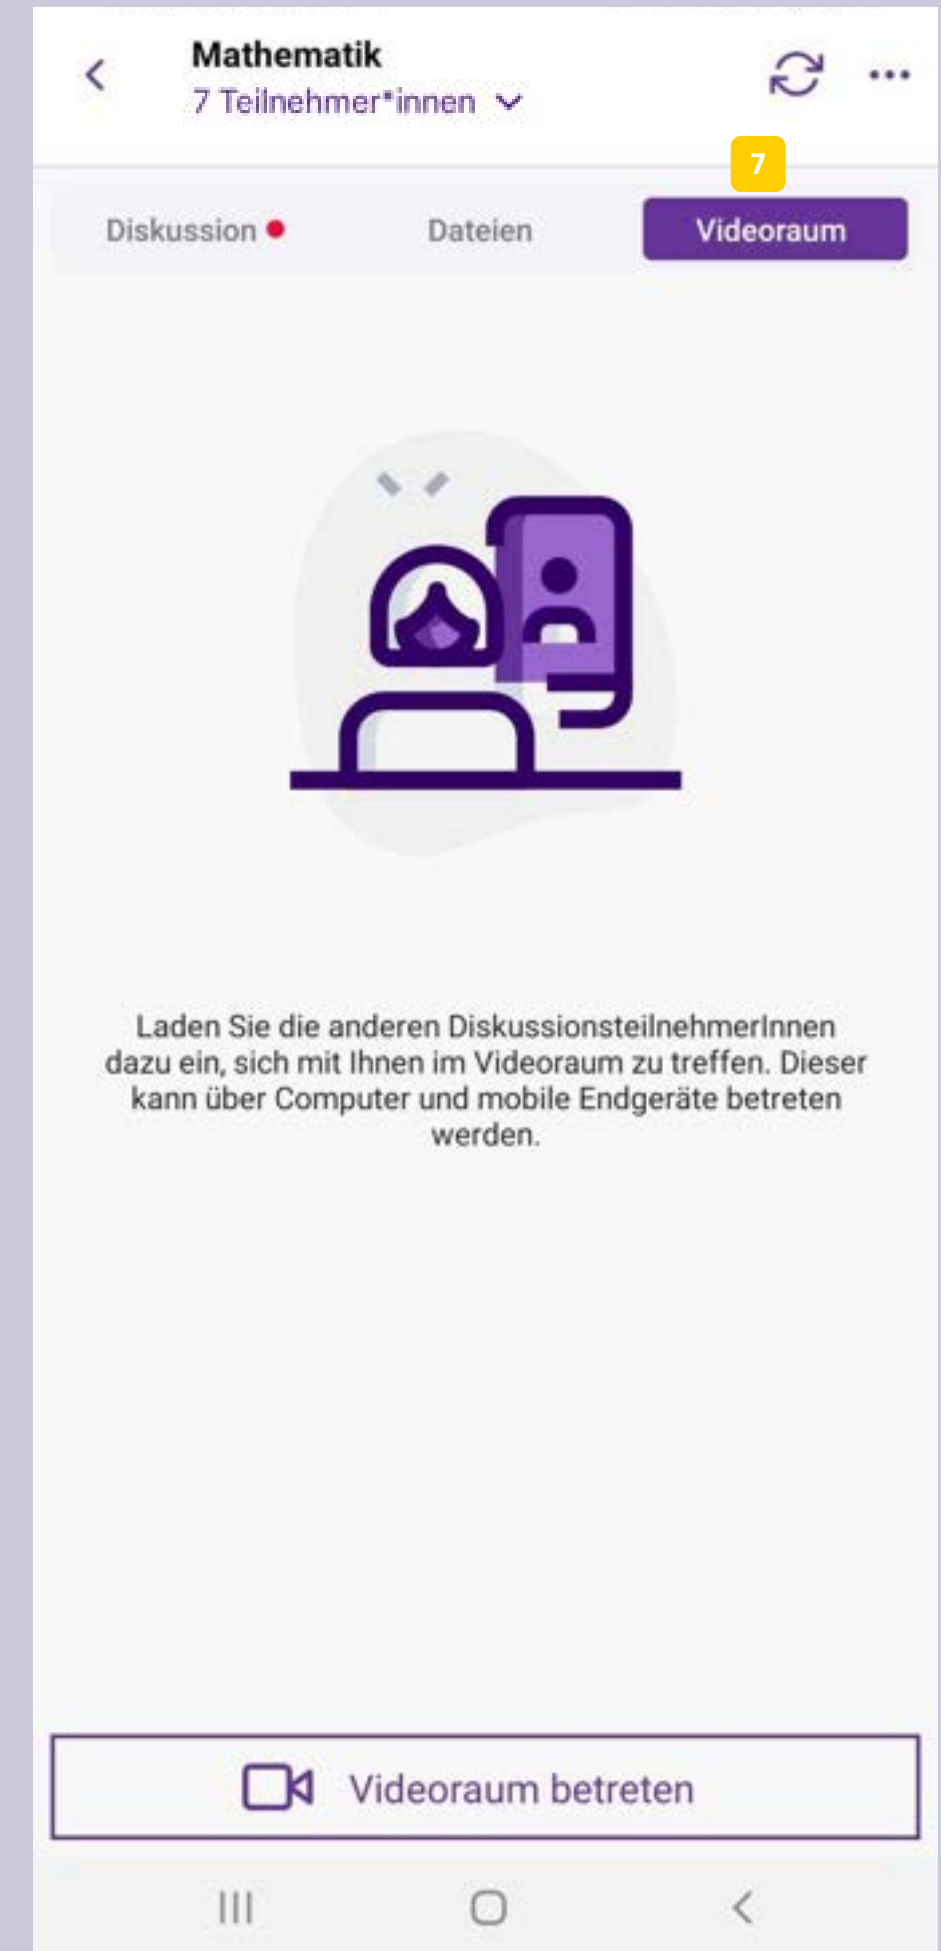 Mathematik
7 Teilnehmer*innen
7
Diskussion
Dateien
Videoraum
Laden Sie die anderen DiskussionsteilnehmerInnen
dazu ein, sich mit Ihnen im Videoraum zu treffen. Dieser
kann über Computer und mobile Endgeräte betreten
werden.
Videoraum betreten